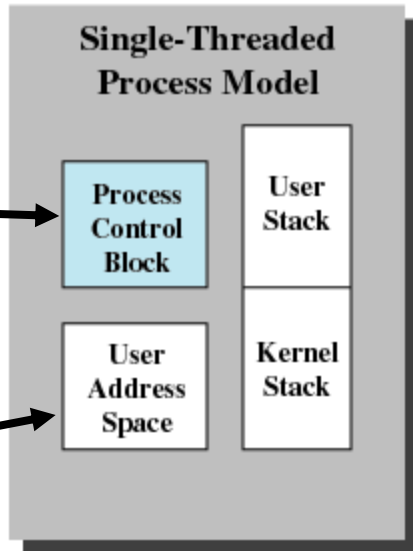 Single-Threaded
Process Model
Process
Control
Block
User
Stack
User
Address
Space
Kernel
Stack